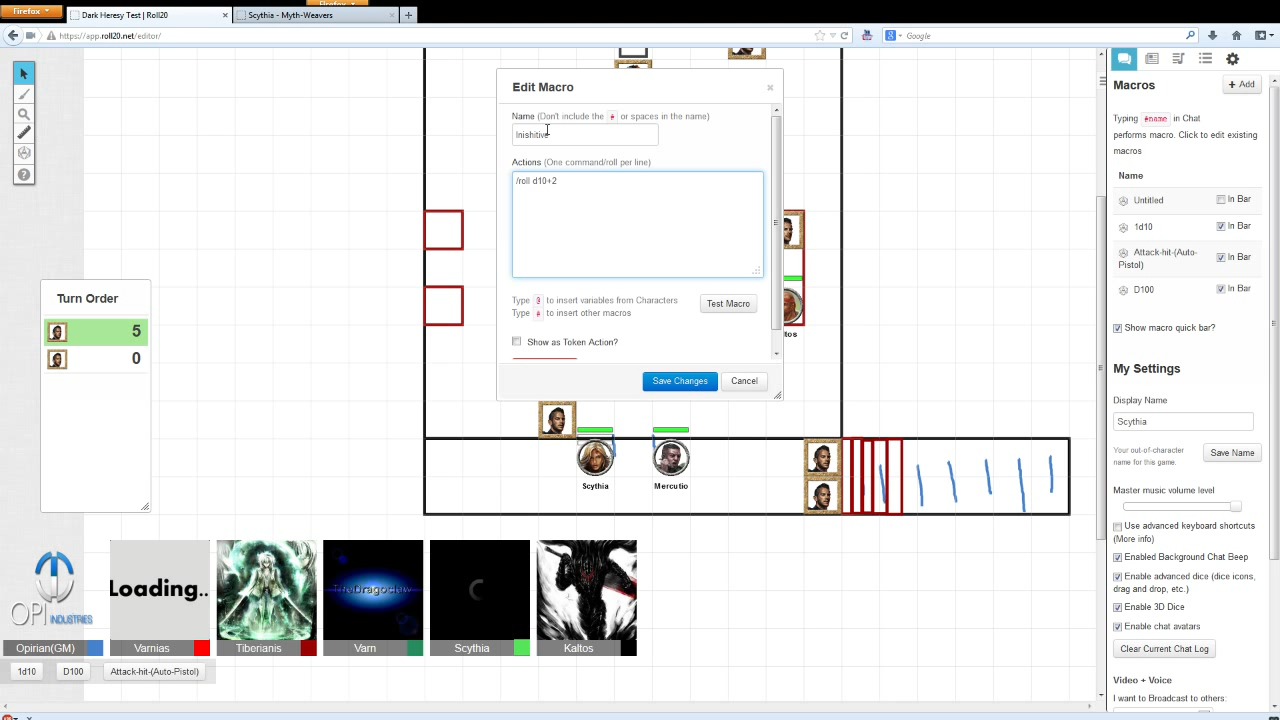 Firefox
Firefox
Dark Heresy Test | Roll20
Scythia - Myth-Weavers
https://app.roll20.net/editor/
Google
Edit Macro
Name (Don't include the # or spaces in the name)
Inishitive
Actions (One command/roll per line)
/roll d10+2
Type @ to insert variables from Characters
Type # to insert other macros
Test Macro
Show as Token Action?
Save Changes
Cancel
Macros
+ Add
Typing #name in Chat
performs macro. Click to edit existing
macros
Name
Untitled
In Bar
1d10
In Bar
Attack-hit-(Auto-
Pistol)
In Bar
D100
In Bar
Show macro quick bar?
My Settings
Display Name
Scythia
Your out-of-character
name for this game.
Save Name
Master music volume level
Use advanced keyboard shortcuts
(More info)
Enabled Background Chat Beep
Enable advanced dice (dice icons,
drag and drop, etc.)
Enable 3D Dice
Enable chat avatars
Clear Current Chat Log
Video + Voice
I want to Broadcast to others:
Turn Order
5
0
tos
Scythia
Mercutio
OPI
INDUSTRIES
Loading..
Opirian(GM)
Varnias
Tiberianis
Varn
Scythia
Kaltos
1d10
D100
Attack-hit-(Auto-Pistol)